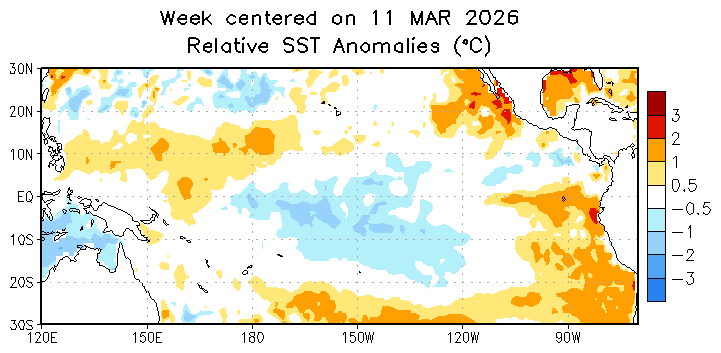 Week centered on 11 MAR 2026
Relative SST Anomalies (°C)
30N
20N
10N
EQ
10S
20S
30S
120E 150E 180 150W 120W 90W
3
2
1
0.5
-0.5
-1
-2
-3